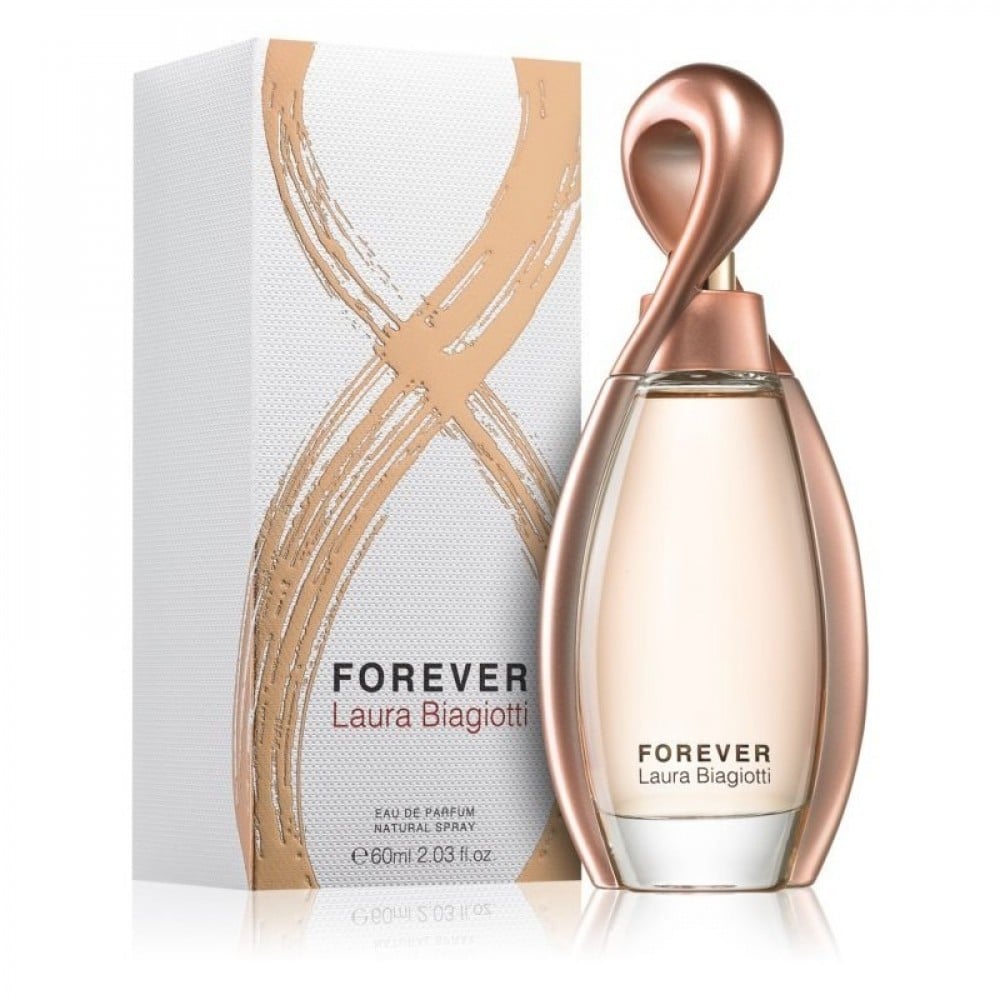 FOREVER
Laura Biagiotti
EAU DE PARFUM
NATURAL SPRAY
℮60ml 2.03 fl.oz.
FOREVER
Laura Biagiotti